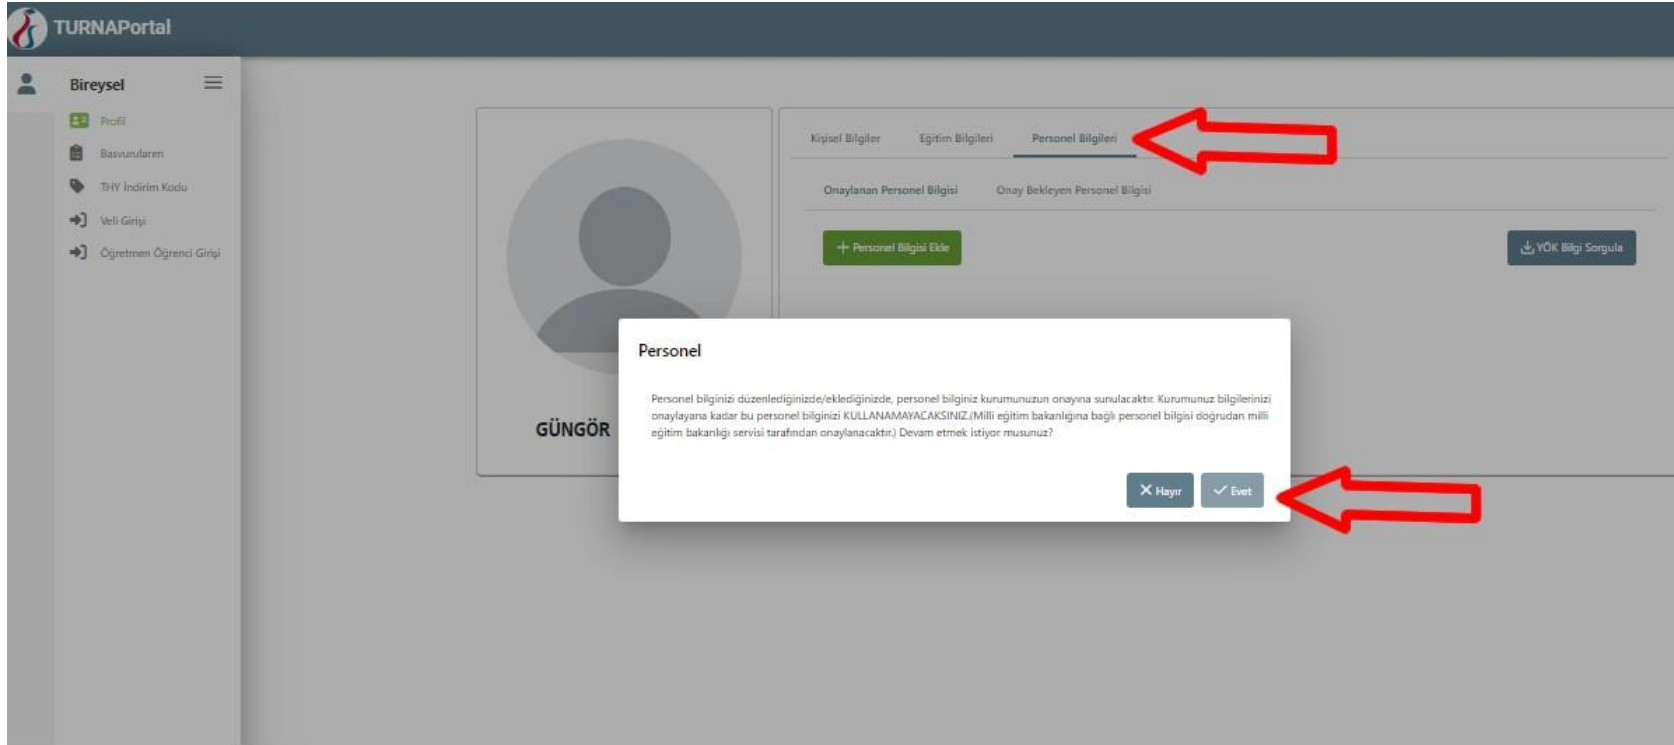 TURNAPortal
Bireysel
Profil
Basvurularım
THY İndirim Kodu
Veli Girişi
Öğretmen Öğrenci Girişi
Kişisel Bilgiler Eğitim Bilgileri Personel Bilgileri
Onaylanan Personel Bilgisi Onay Bekleyen Personel Bilgisi
+ Personel Bilgisi Ekle YÖK Bilgi Sorgula
GÜNGÖR
Personel
Personel bilginizi düzenlediğinizde/eklediğinizde, personel bilginiz kurumunuzun onayına sunulacaktır. Kurumunuz bilgilerinizi
onaylayana kadar bu personel bilginizi KULLANAMAYACAKSINIZ.(Milli eğitim bakanlığına bağlı personel bilgisi doğrudan milli
eğitim bakanlığı servisi tarafından onaylanacaktır.) Devam etmek istiyor musunuz?
Hayır Evet